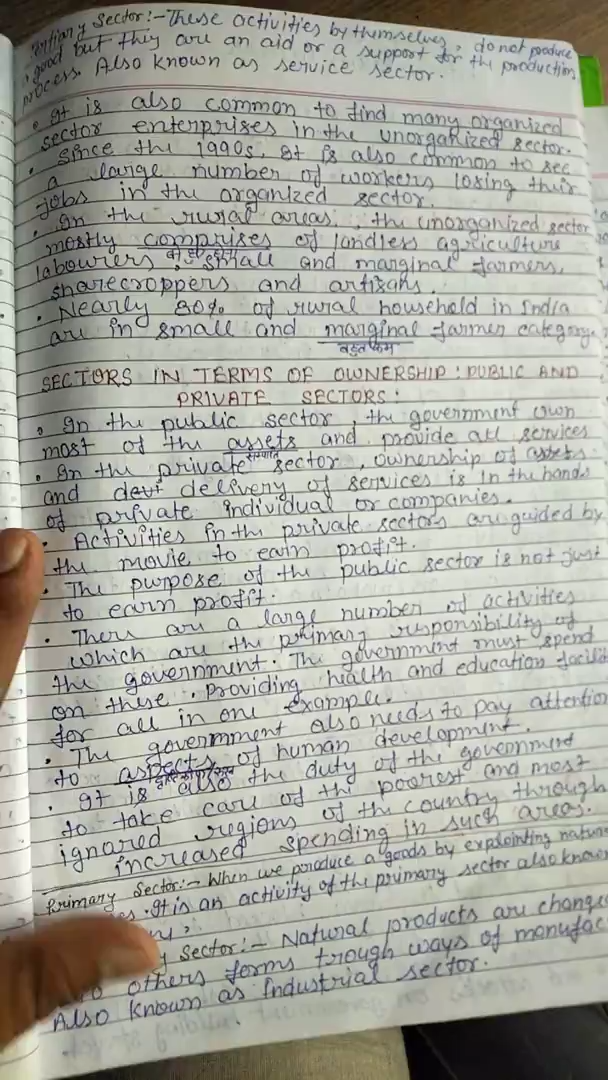 Tertiary Sector:- These activities by themselves, do not produce
good but they are an aid or a support for the production
process. Also known as service sector.
• It is also common to find many organized
sector enterprises in the unorganized sector.
• Since the 1990s, It is also common to see
a large number of workers losing their
jobs in the organized sector.
• In the rural areas, the unorganized sector
mostly comprises of landless agriculture
labourers, small and marginal farmers,
sharecroppers and artisans.
• Nearly 80% of rural household in India
are in small and marginal farmer category.
बहुत कम
SECTORS IN TERMS OF OWNERSHIP : PUBLIC AND
PRIVATE SECTORS :
• In the public sector, the government own
most of the assets and provide all services
• In the private sector, ownership of assets
and delivery of services is in the hands
of private individual or companies.
• Activities in the private sectors are guided by
the movie to earn profit.
• The purpose of the public sector is not just
to earn profit.
• There are a large number of activities
which are the primary responsibility of
the government. The government must spend
on these. Providing health and education facilit
for all in one example.
• The government also needs to pay attention
to aspects of human development.
• It is also the duty of the government
to take care of the poorest and most
ignared regions of the country through
increased spending in such areas.
Primary Sector:- When we produce a goods by exploiting natural
It is an activity of the primary sector also known
Sector:- Natural products are change
others forms trough ways of manufac
Also known as Industrial sector.